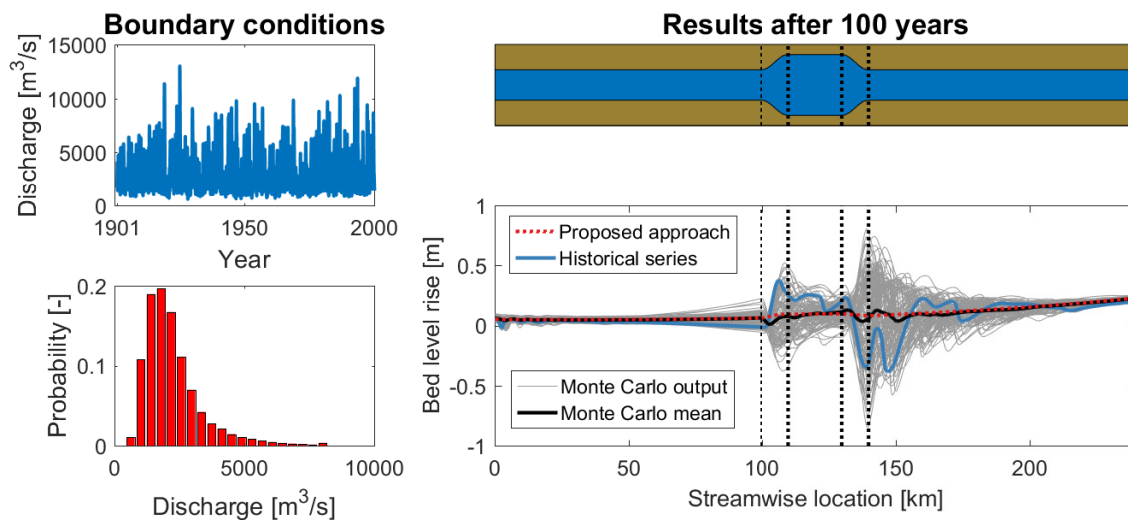 Boundary conditions
15000
10000
5000
0
Discharge [m³/s]
1901
1950
2000
Year
0.2
0.1
0
Probability [-]
0
5000
10000
Discharge [m³/s]
Results after 100 years
1
0.5
0
-0.5
-1
Bed level rise [m]
Proposed approach
Historical series
Monte Carlo output
Monte Carlo mean
0
50
100
150
200
Streamwise location [km]